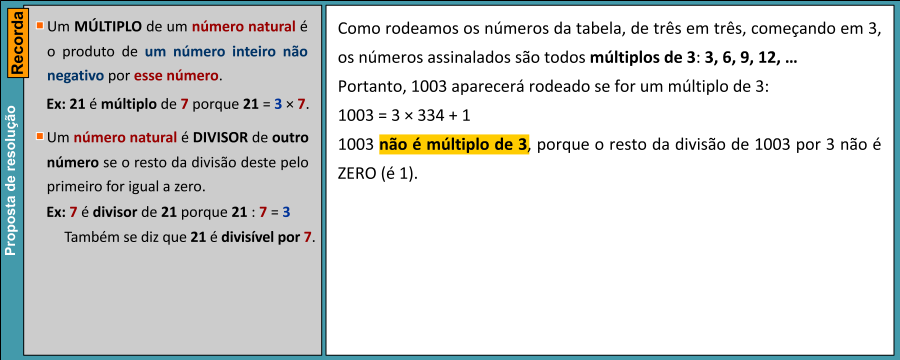 Recorda
Proposta de resolução
Um MÚLTIPLO de um número natural é
o produto de um número inteiro não
negativo por esse número.
Ex: 21 é múltiplo de 7 porque 21 = 3 × 7.
Um número natural é DIVISOR de outro
número se o resto da divisão deste pelo
primeiro for igual a zero.
Ex: 7 é divisor de 21 porque 21 : 7 = 3
Também se diz que 21 é divisível por 7.
Como rodeamos os números da tabela, de três em três, começando em 3,
os números assinalados são todos múltiplos de 3: 3, 6, 9, 12, ...
Portanto, 1003 aparecerá rodeado se for um múltiplo de 3:
1003 = 3 × 334 + 1
1003 não é múltiplo de 3, porque o resto da divisão de 1003 por 3 não é
ZERO (é 1).